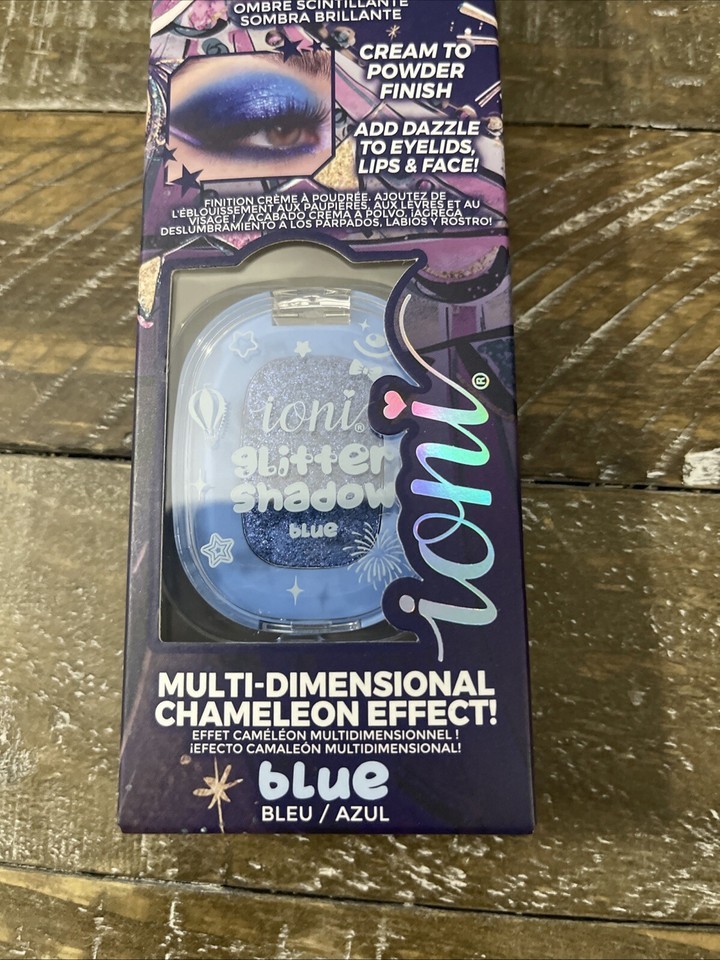 OMBRE SCINTILLANTE
SOMBRA BRILLANTE
CREAM TO
POWDER
FINISH
ADD DAZZLE
TO EYELIDS,
LIPS & FACE!
FINITION CRÈME À POUDRÉE. AJOUTEZ DE
L'ÉBLOUISSEMENT AUX PAUPIÈRES, AUX LÈVRES ET AU
VISAGE ! / ACABADO CREMA A POLVO. ¡AGREGA
DESLUMBRAMIENTO A LOS PÁRPADOS, LABIOS Y ROSTRO!
ioni®
glitter
shadow
blue
ioni®
MULTI-DIMENSIONAL
CHAMELEON EFFECT!
EFFET CAMÉLÉON MULTIDIMENSIONNEL !
¡EFECTO CAMALEÓN MULTIDIMENSIONAL!
blue
BLEU / AZUL